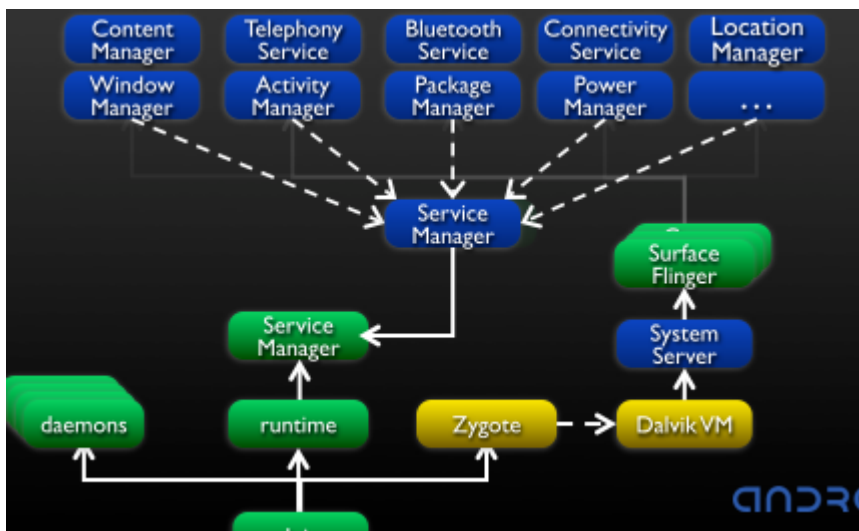 Content
Manager
Telephony
Service
Bluetooth
Service
Connectivity
Service
Location
Manager
Window
Manager
Activity
Manager
Package
Manager
Power
Manager
...
Service
Manager
Surface
Flinger
Service
Manager
System
Server
daemons
runtime
Zygote
Dalvik VM